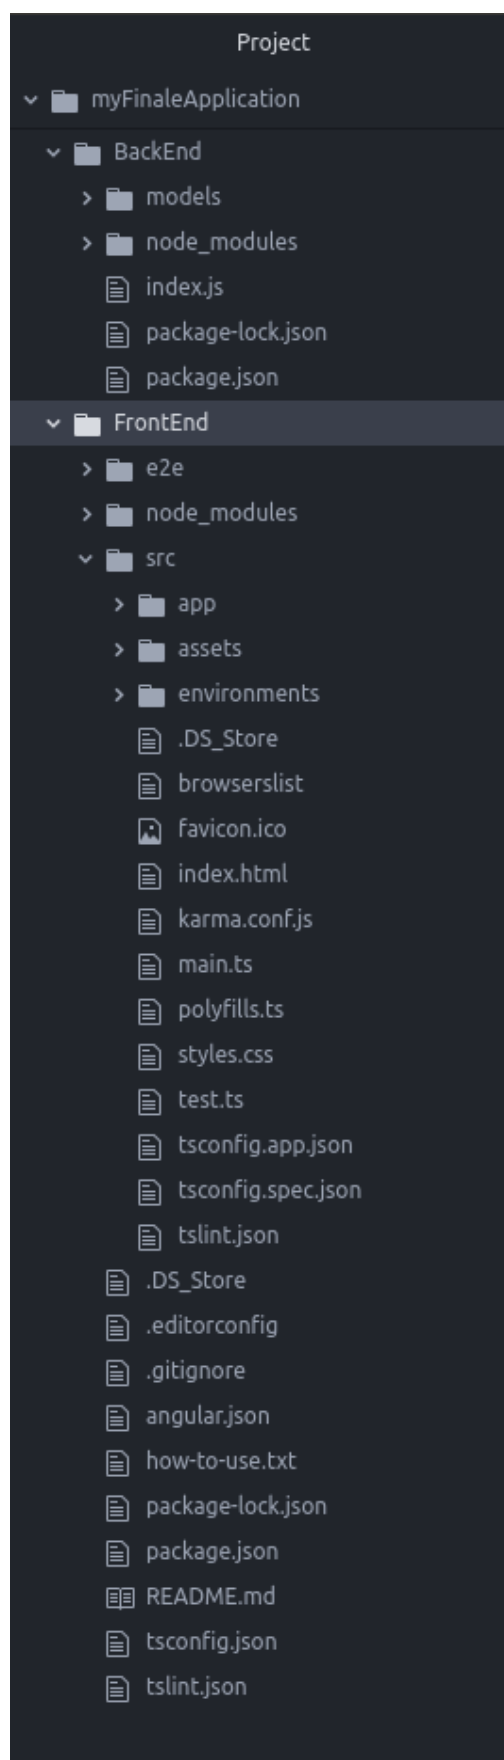 Project
myFinaleApplication
BackEnd
models
node_modules
index.js
package-lock.json
package.json
FrontEnd
e2e
node_modules
src
app
assets
environments
.DS_Store
browserslist
favicon.ico
index.html
karma.conf.js
main.ts
polyfills.ts
styles.css
test.ts
tsconfig.app.json
tsconfig.spec.json
tslint.json
.DS_Store
.editorconfig
.gitignore
angular.json
how-to-use.txt
package-lock.json
package.json
README.md
tsconfig.json
tslint.json